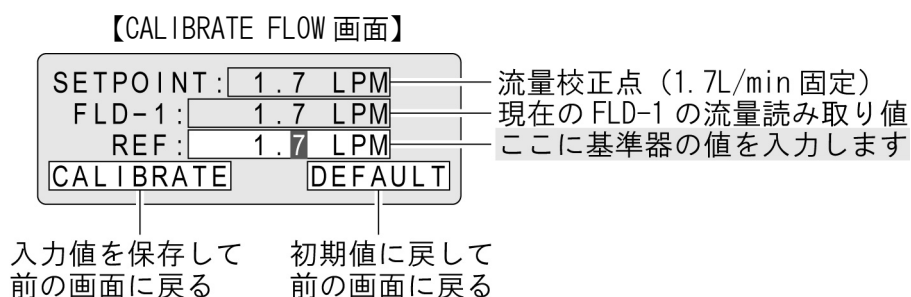 【CALIBRATE FLOW 画面】
SETPOINT: 1.7 LPM
流量校正点（1.7L/min 固定）
FLD-1: 1.7 LPM
現在の FLD-1 の流量読み取り値
REF: 1.7 LPM
ここに基準器の値を入力します
CALIBRATE DEFAULT
入力値を保存して
前の画面に戻る
初期値に戻して
前の画面に戻る